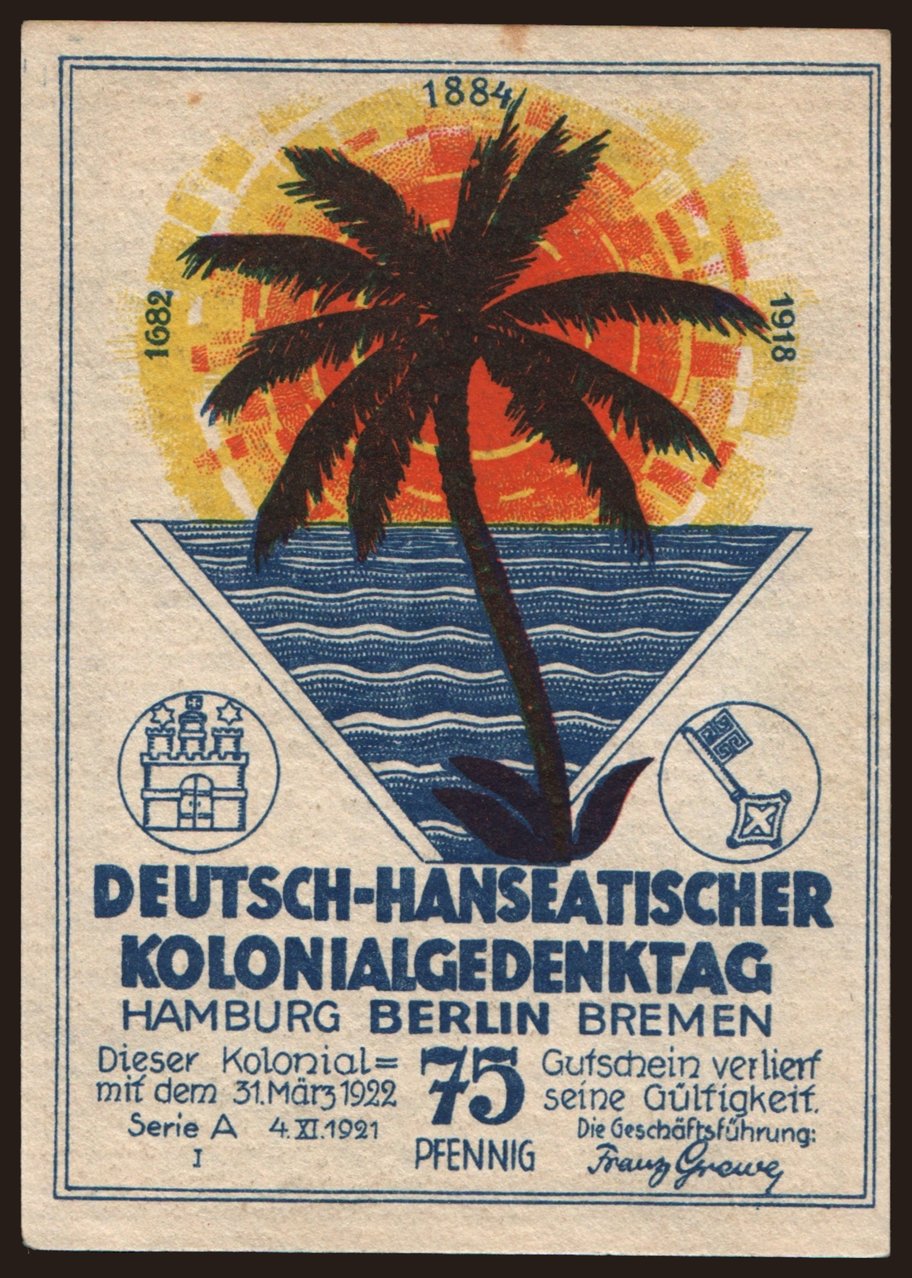 1884
1682
1918
DEUTSCH-HANSEATISCHER
KOLONIALGEDENKTAG
HAMBURG BERLIN BREMEN
Dieser Kolonial=
mit dem 31. März 1922
Serie A 4. XI. 1921
I
75
PFENNIG
Gutschein verliert
seine Gültigkeit.
Die Geschäftsführung:
Franz Grewe